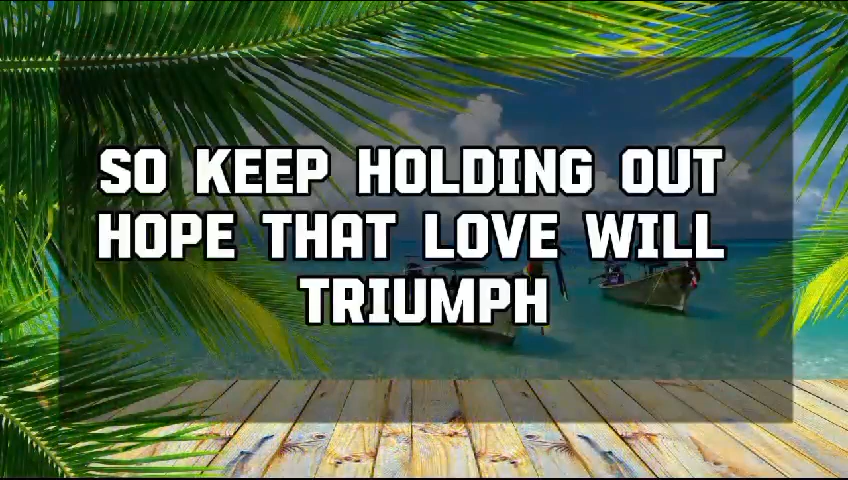 SO KEEP HOLDING OUT
HOPE THAT LOVE WILL
TRIUMPH